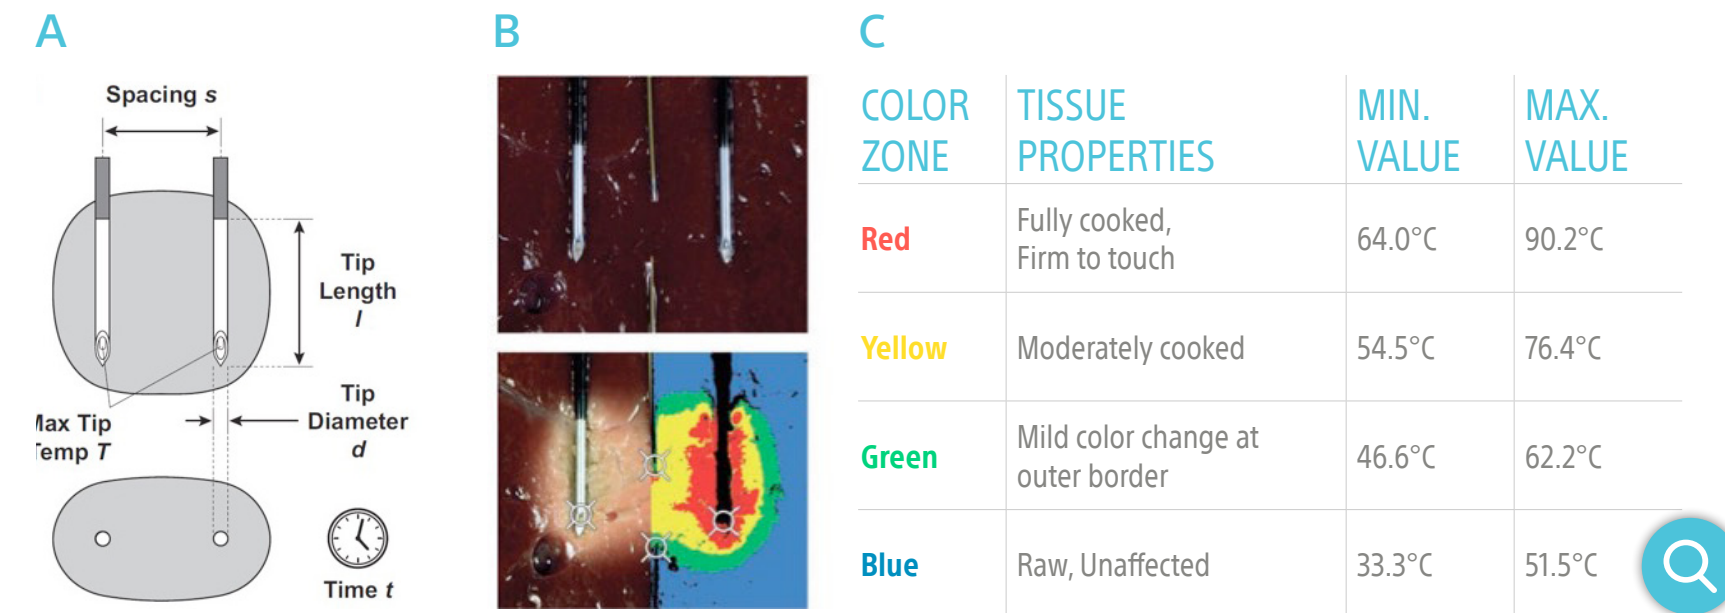 A
Spacing s
Tip
Length
l
Tip
Diameter
d
Max Tip
Temp T
Time t
B
C
COLOR ZONE
TISSUE PROPERTIES
MIN. VALUE
MAX. VALUE
Red
Fully cooked,
Firm to touch
64.0°C
90.2°C
Yellow
Moderately cooked
54.5°C
76.4°C
Green
Mild color change at
outer border
46.6°C
62.2°C
Blue
Raw, Unaffected
33.3°C
51.5°C